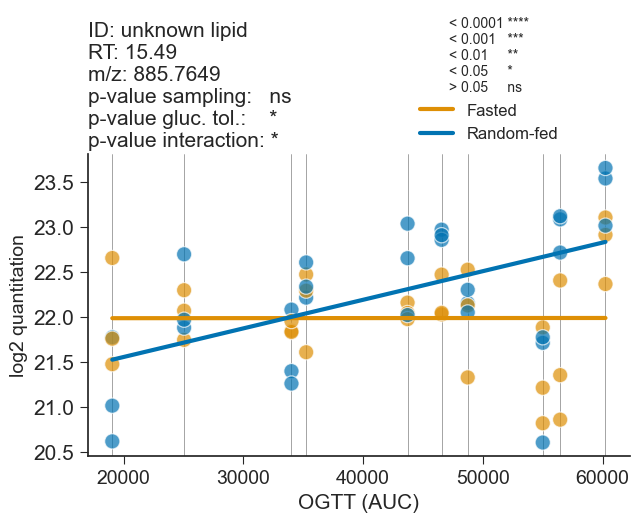 ID: unknown lipid
RT: 15.49
m/z: 885.7649
p-value sampling: ns
p-value gluc. tol.: *
p-value interaction: *
< 0.0001 ****
< 0.001 ***
< 0.01 **
< 0.05 *
> 0.05 ns
Fasted
Random-fed
log2 quantitation
23.5
23.0
22.5
22.0
21.5
21.0
20.5
20000 30000 40000 50000 60000
OGTT (AUC)